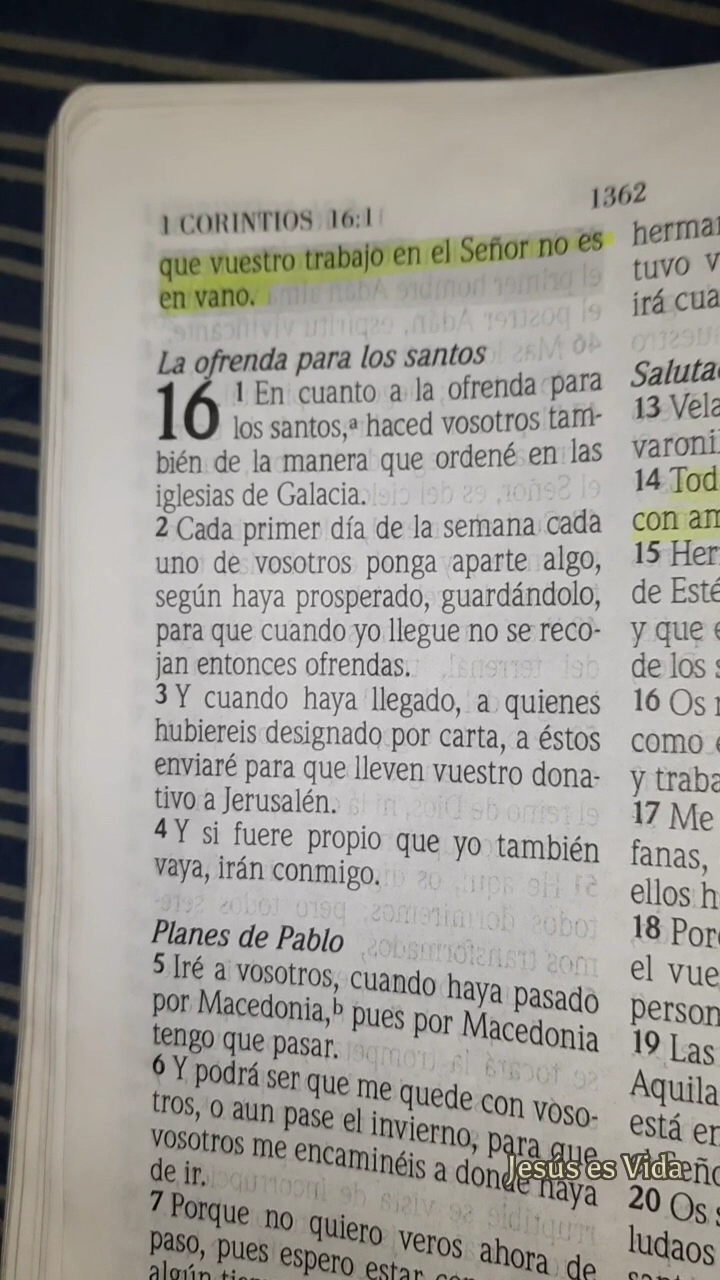 1 CORINTIOS 16:1
1362
que vuestro trabajo en el Señor no es
en vano.
La ofrenda para los santos
16 1 En cuanto a la ofrenda para
los santos,ª haced vosotros tam-
bién de la manera que ordené en las
iglesias de Galacia.
2 Cada primer día de la semana cada
uno de vosotros ponga aparte algo,
según haya prosperado, guardándolo,
para que cuando yo llegue no se reco-
jan entonces ofrendas.
3 Y cuando haya llegado, a quienes
hubiereis designado por carta, a éstos
enviaré para que lleven vuestro dona-
tivo a Jerusalén.
4 Y si fuere propio que yo también
vaya, irán conmigo.
Planes de Pablo
5 Iré a vosotros, cuando haya pasado
por Macedonia,ᵇ pues por Macedonia
tengo que pasar.
6 Y podrá ser que me quede con voso-
tros, o aun pase el invierno, para que
vosotros me encaminéis a donde haya
de ir.
7 Porque no quiero veros ahora de
paso, pues espero estar
algún
herma
tuvo v
irá cua
Saluta
13 Vela
varoni
14 Tod
con am
15 Her
de Esté
y que
de los s
16 Os
como
y traba
17 Me
fanas,
ellos h
18 Por
el vue
person
19 Las
Aquila
está en
20 Os s
ludaos
Jesús es Vida